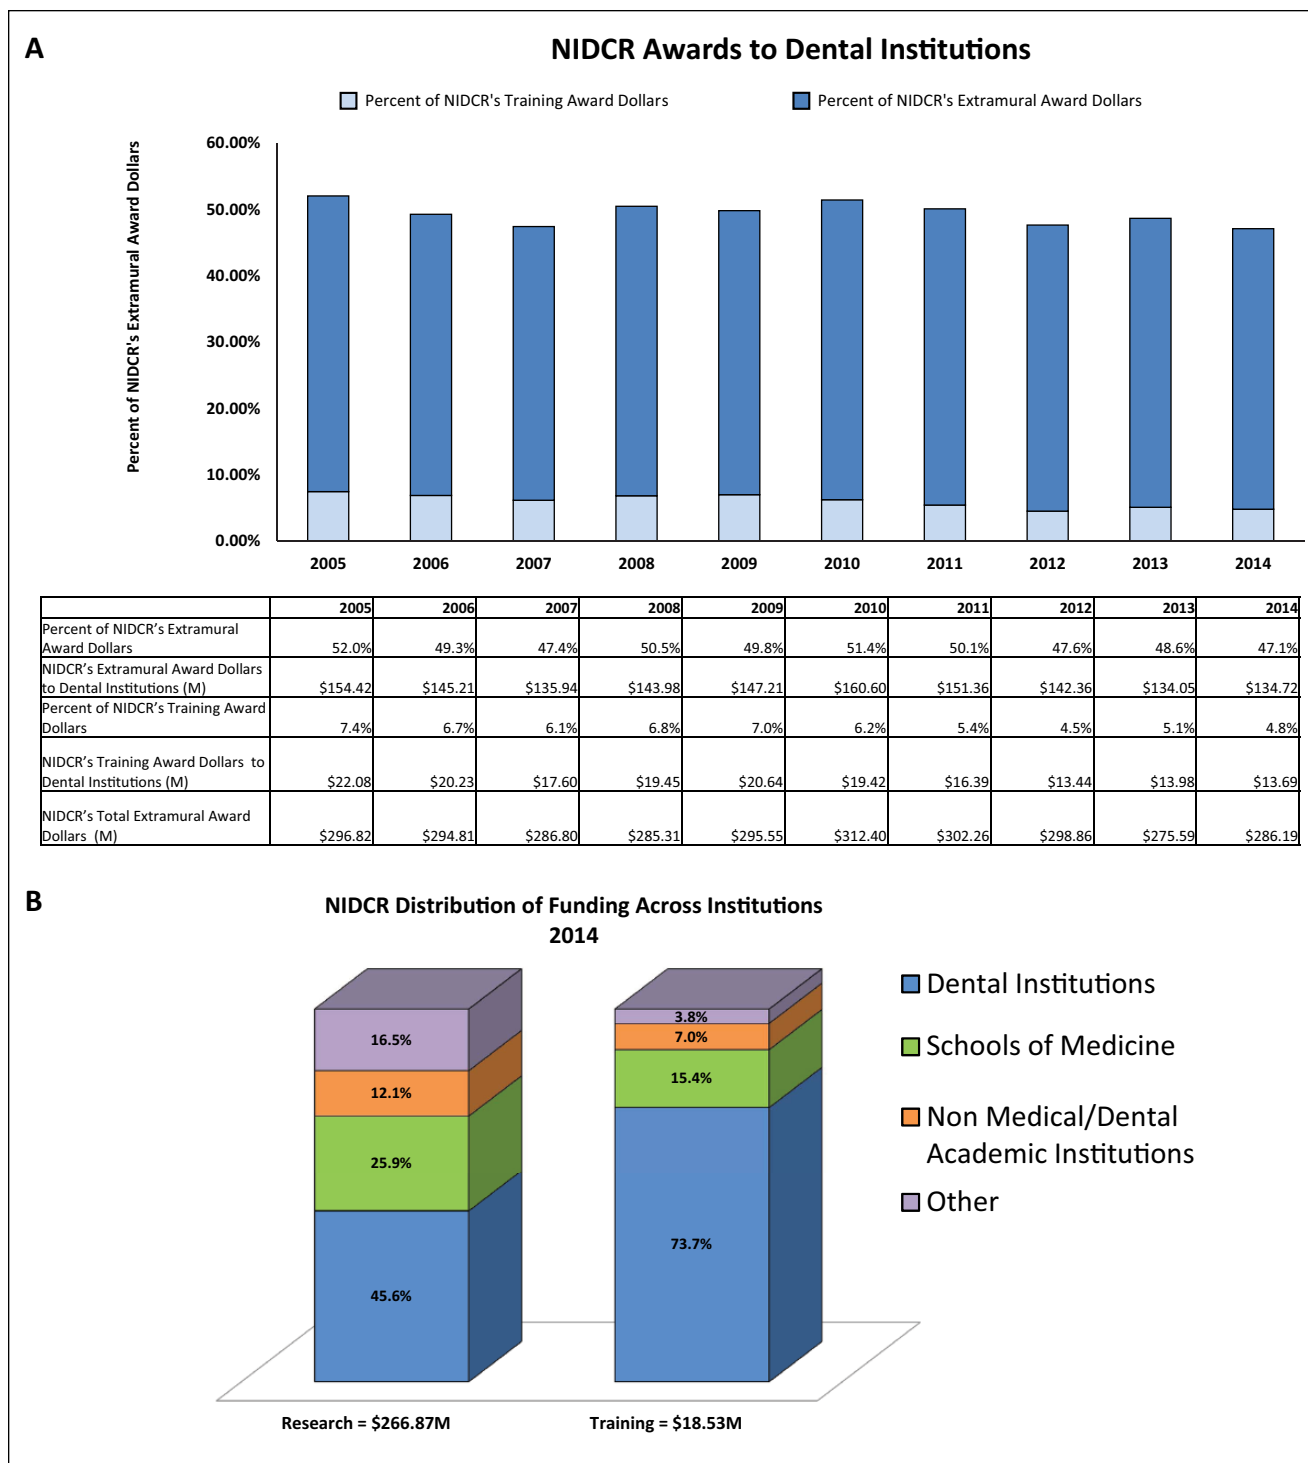 A
NIDCR Awards to Dental Institutions
Percent of NIDCR's Training Award Dollars
Percent of NIDCR's Extramural Award Dollars
Percent of NIDCR's Extramural Award Dollars
60.00%
50.00%
40.00%
30.00%
20.00%
10.00%
0.00%
2005 2006 2007 2008 2009 2010 2011 2012 2013 2014
2005 2006 2007 2008 2009 2010 2011 2012 2013 2014
Percent of NIDCR’s Extramural
Award Dollars 52.0% 49.3% 47.4% 50.5% 49.8% 51.4% 50.1% 47.6% 48.6% 47.1%
NIDCR’s Extramural Award Dollars
to Dental Institutions (M) $154.42 $145.21 $135.94 $143.98 $147.21 $160.60 $151.36 $142.36 $134.05 $134.72
Percent of NIDCR’s Training Award
Dollars 7.4% 6.7% 6.1% 6.8% 7.0% 6.2% 5.4% 4.5% 5.1% 4.8%
NIDCR’s Training Award Dollars to
Dental Institutions (M) $22.08 $20.23 $17.60 $19.45 $20.64 $19.42 $16.39 $13.44 $13.98 $13.69
NIDCR’s Total Extramural Award
Dollars (M) $296.82 $294.81 $286.80 $285.31 $295.55 $312.40 $302.26 $298.86 $275.59 $286.19
B
NIDCR Distribution of Funding Across Institutions
2014
16.5%
12.1%
25.9%
45.6%
3.8%
7.0%
15.4%
73.7%
Dental Institutions
Schools of Medicine
Non Medical/Dental
Academic Institutions
Other
Research = $266.87M
Training = $18.53M